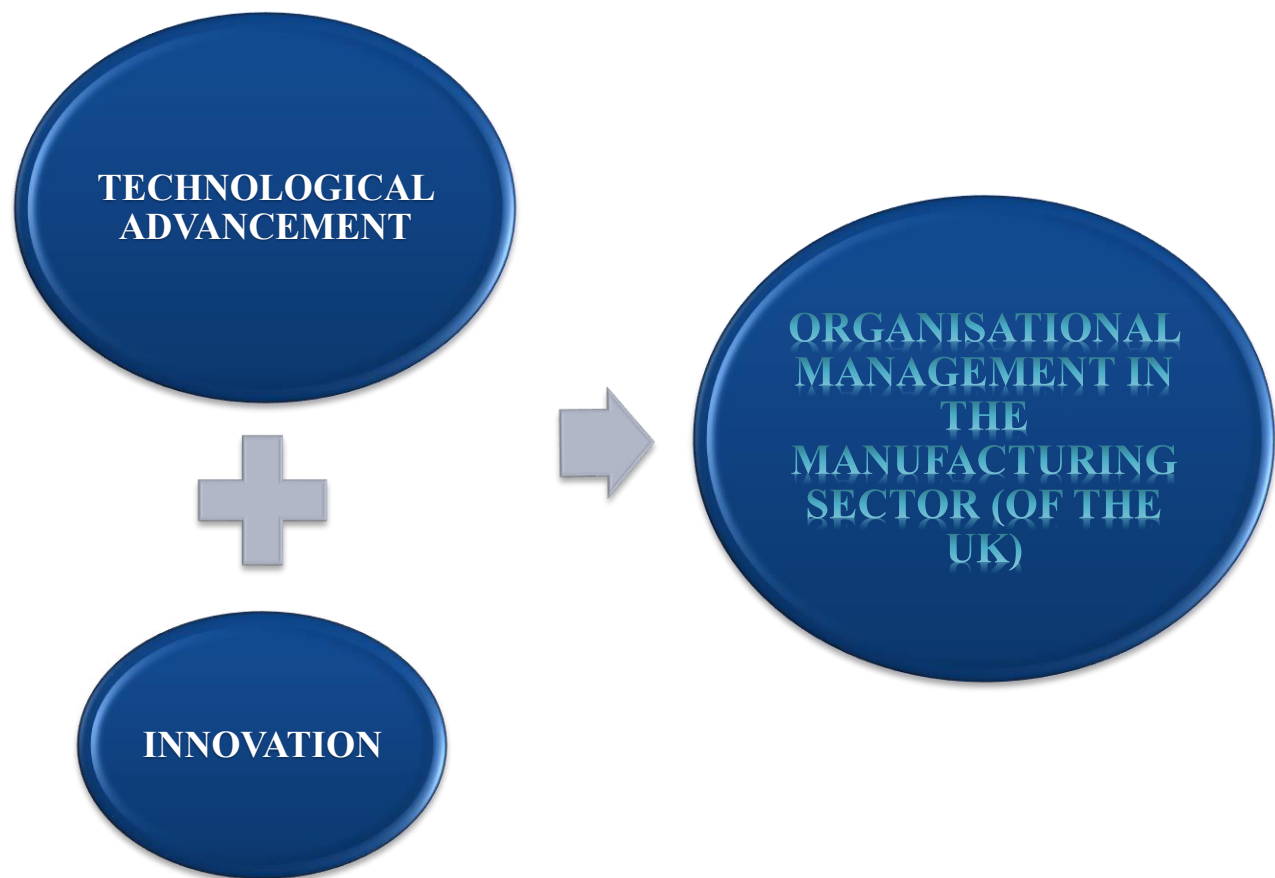 TECHNOLOGICAL
ADVANCEMENT
INNOVATION
ORGANISATIONAL
MANAGEMENT IN
THE
MANUFACTURING
SECTOR (OF THE
UK)